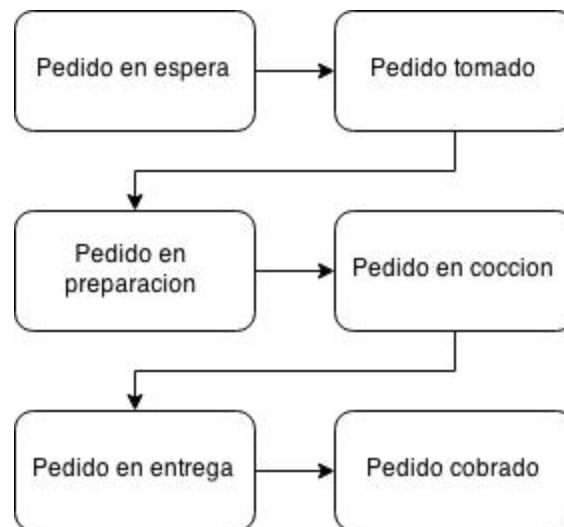 Pedido en espera
Pedido tomado
Pedido en
preparacion
Pedido en coccion
Pedido en entrega
Pedido cobrado